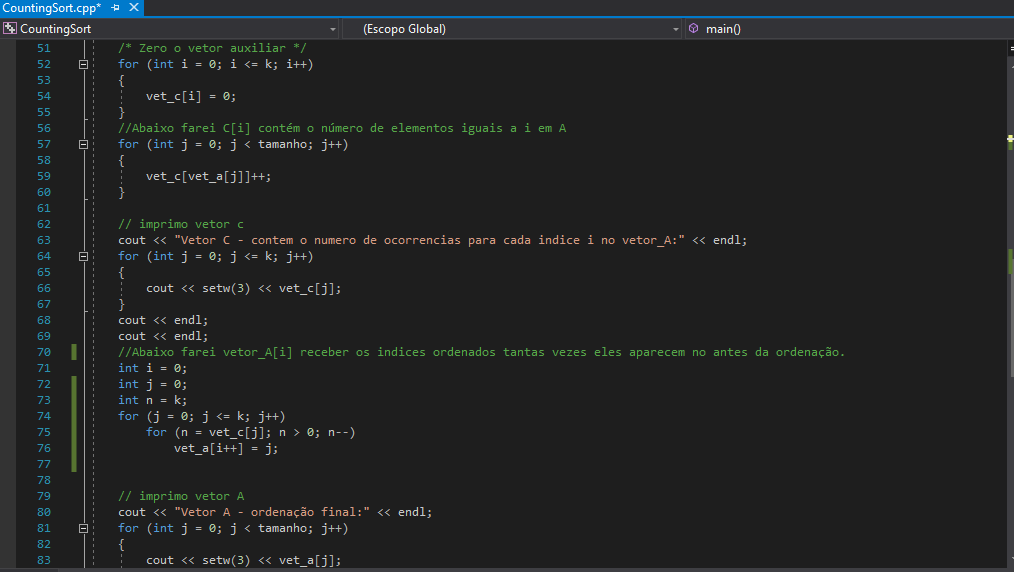 CountingSort.cpp*
CountingSort (Escopo Global) main()
51 /* Zero o vetor auxiliar */
52 for (int i = 0; i <= k; i++)
53 {
54 vet_c[i] = 0;
55 }
56 //Abaixo farei C[i] contém o número de elementos iguais a i em A
57 for (int j = 0; j < tamanho; j++)
58 {
59 vet_c[vet_a[j]]++;
60 }
61
62 // imprimo vetor c
63 cout << "Vetor C - contem o numero de ocorrencias para cada indice i no vetor_A:" << endl;
64 for (int j = 0; j <= k; j++)
65 {
66 cout << setw(3) << vet_c[j];
67 }
68 cout << endl;
69 cout << endl;
70 //Abaixo farei vetor_A[i] receber os indices ordenados tantas vezes eles aparecem no antes da ordenação.
71 int i = 0;
72 int j = 0;
73 int n = k;
74 for (j = 0; j <= k; j++)
75 for (n = vet_c[j]; n > 0; n--)
76 vet_a[i++] = j;
77
78
79 // imprimo vetor A
80 cout << "Vetor A - ordenação final:" << endl;
81 for (int j = 0; j < tamanho; j++)
82 {
83 cout << setw(3) << vet_a[j];